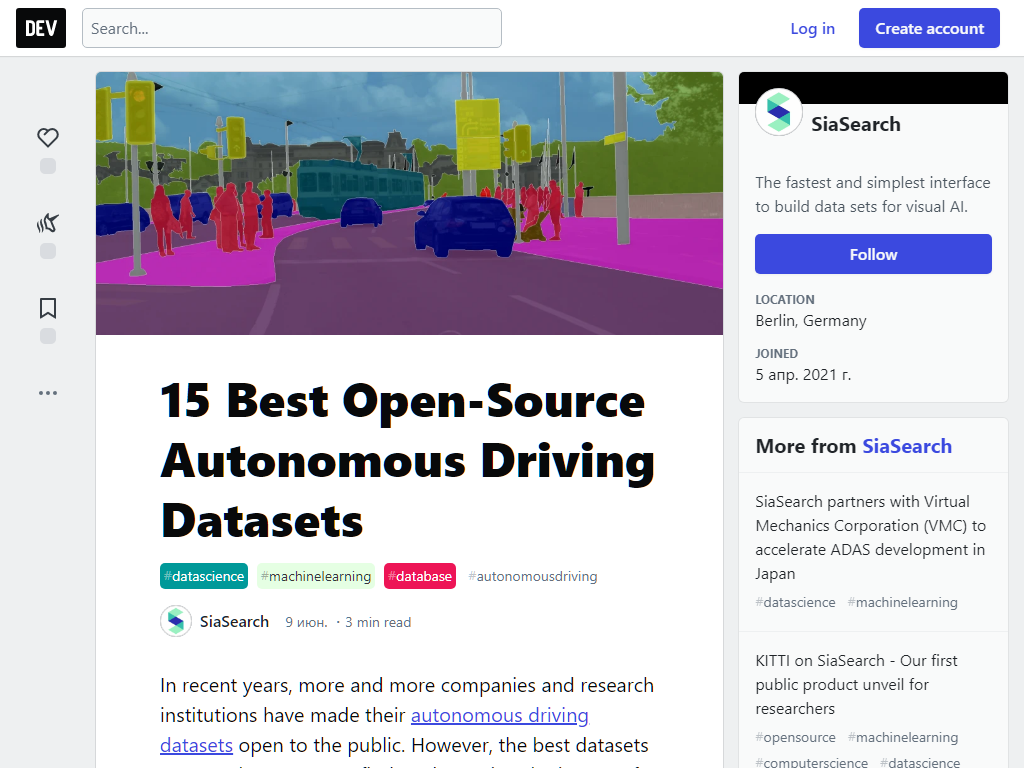 DEV
Search...
Log in
Create account
15 Best Open-Source
Autonomous Driving
Datasets
#datascience #machinelearning #database #autonomousdriving
SiaSearch 9 июн. · 3 min read
In recent years, more and more companies and research
institutions have made their autonomous driving
datasets open to the public. However, the best datasets
SiaSearch
The fastest and simplest interface
to build data sets for visual AI.
Follow
LOCATION
Berlin, Germany
JOINED
5 апр. 2021 г.
More from SiaSearch
SiaSearch partners with Virtual
Mechanics Corporation (VMC) to
accelerate ADAS development in
Japan
#datascience #machinelearning
KITTI on SiaSearch - Our first
public product unveil for
researchers
#opensource #machinelearning
#computerscience #datascience